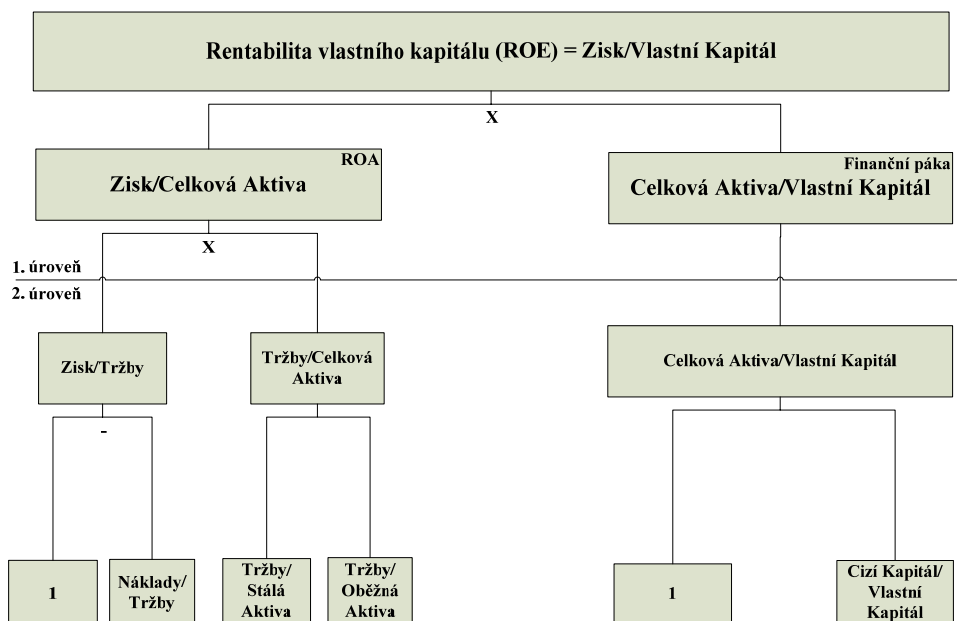 Rentabilita vlastního kapitálu (ROE) = Zisk/Vlastní Kapitál
X
ROA
Zisk/Celková Aktiva
Finanční páka
Celková Aktiva/Vlastní Kapitál
X
1. úroveň
2. úroveň
Zisk/Tržby
Tržby/Celková
Aktiva
Celková Aktiva/Vlastní Kapitál
-
1
Náklady/
Tržby
Tržby/
Stálá
Aktiva
Tržby/
Oběžná
Aktiva
1
Cizí Kapitál/
Vlastní
Kapitál